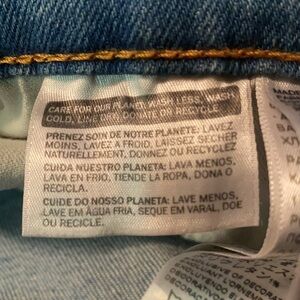 CARE FOR OUR PLANET: WASH LESS, WASH
COLD, LINE DRY, DONATE OR RECYCLE
PRENEZ SOIN DE NOTRE PLANETE: LAVEZ
MOINS, LAVEZ A FROID, LAISSEZ SECHER
NATURELLEMENT, DONNEZ OU RECYCLEZ
CUIDA NUESTRO PLANETA: LAVA MENOS,
LAVA EN FRIO, TIENDE LA ROPA, DONA O
RECICLA.
CUIDE DO NOSSO PLANETA: LAVE MENOS,
LAVE EM ÁGUA FRIA, SEQUE EM VARAL, DOE
OU RECICLE.
MADE